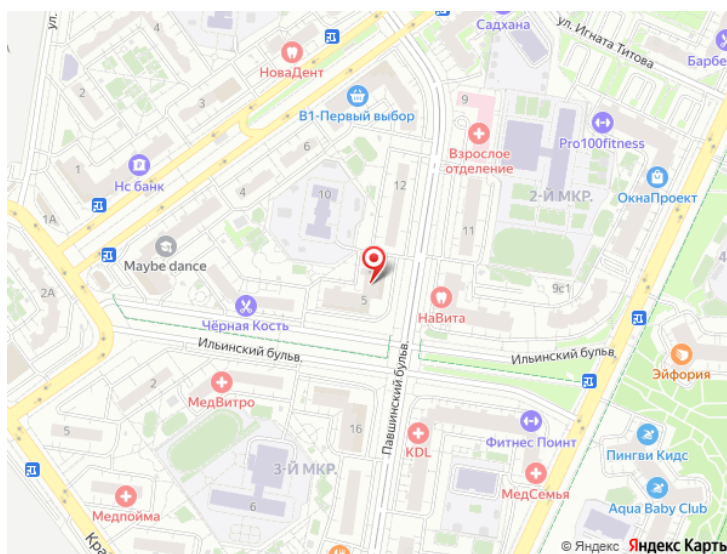 Садхана
ул. Игната Титова
НоваДент
Барбе
4
2
3
В1-Первый выбор
9
Pro100fitness
Взрослое
отделение
6
1
Нс банк
12
10
2-Й МКР.
ОкнаПроект
4
1А
11
Maybe dance
2А
9с1
5
НаВита
Чёрная Кость
Ильинский бульв.
Ильинский бульв.
Эйфория
2
МедВитро
Павшинский бульв.
16
5
KDL
Фитнес Поинт
Пингви Кидс
3-Й МКР.
МедСемья
Aqua Baby Club
Медпойма
6
Кра
© Яндекс Яндекс Карты